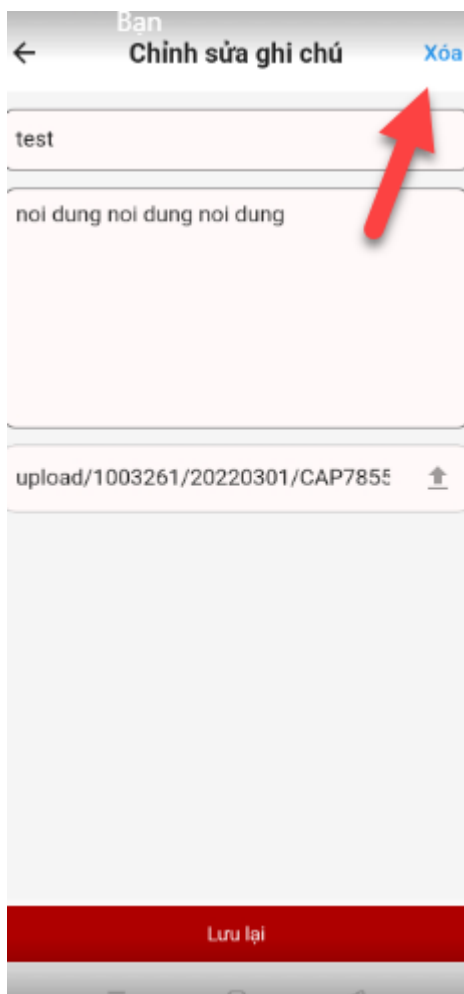 Bạn
Chỉnh sửa ghi chú
Xóa
test
noi dung noi dung noi dung
upload/1003261/20220301/CAP7855
Lưu lại